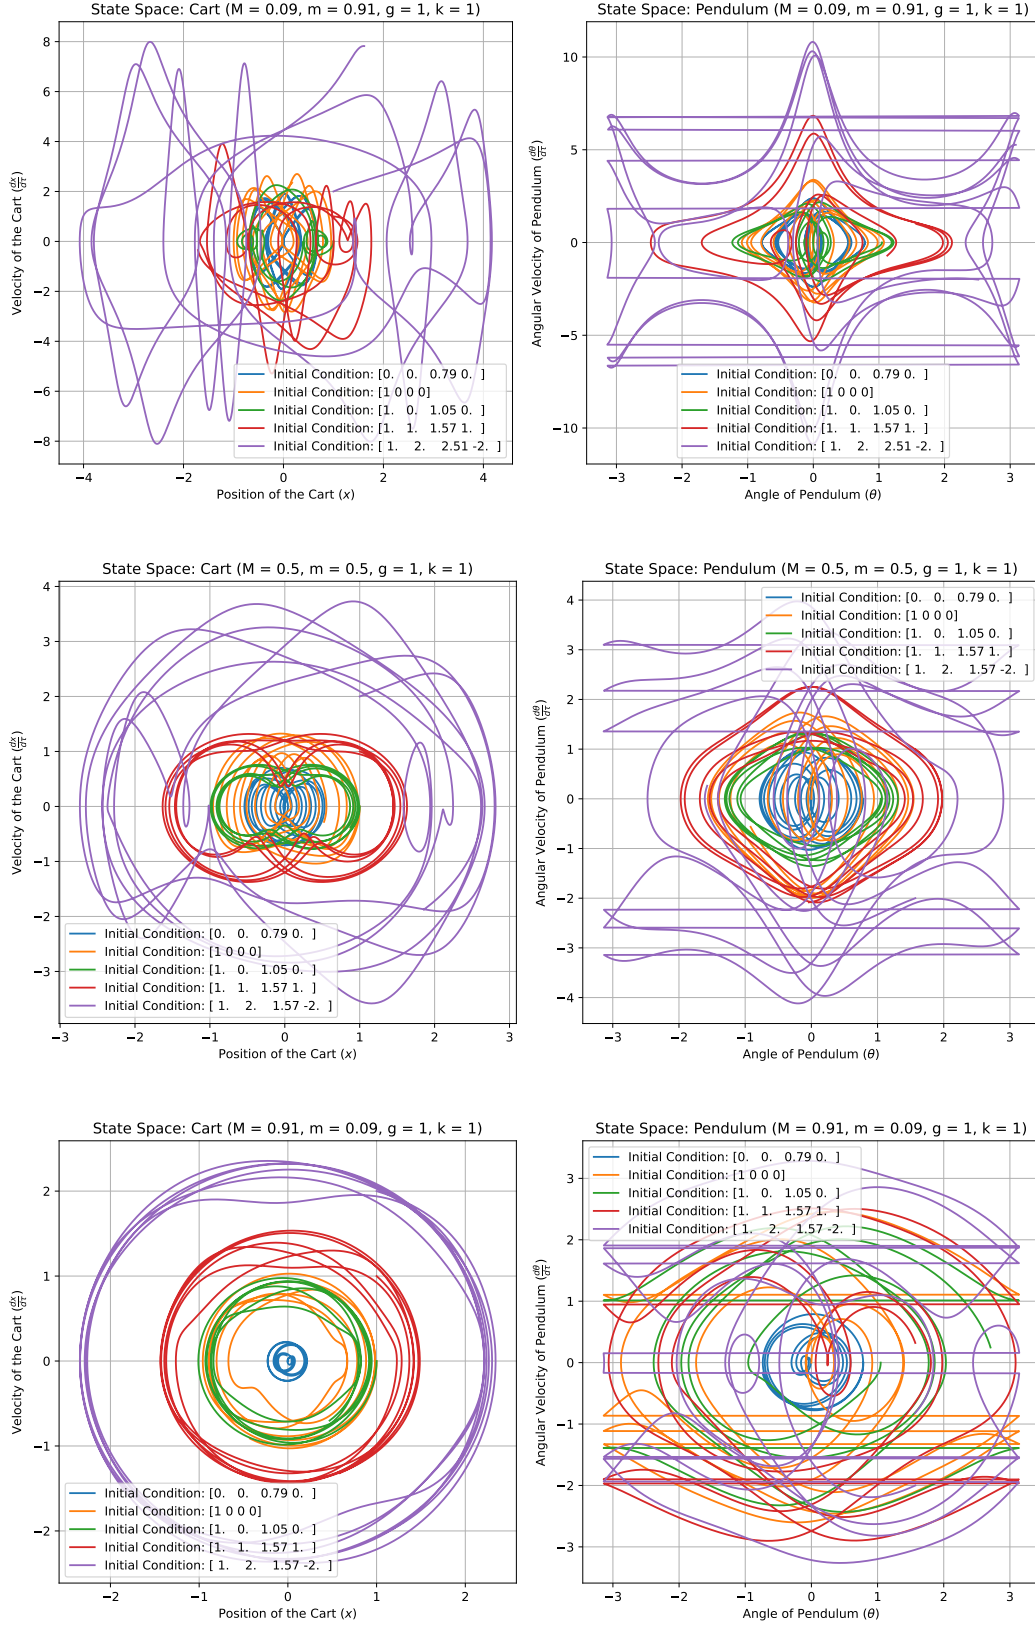 State Space: Cart (M = 0.09, m = 0.91, g = 1, k = 1)
Velocity of the Cart (dx/dτ)
8
6
4
2
0
−2
−4
−6
−8
Initial Condition: [0. 0. 0.79 0. ]
Initial Condition: [1 0 0 0]
Initial Condition: [1. 0. 1.05 0. ]
Initial Condition: [1. 1. 1.57 1. ]
Initial Condition: [ 1. 2. 2.51 -2. ]
−4 −2 0 2 4
Position of the Cart (x)
State Space: Pendulum (M = 0.09, m = 0.91, g = 1, k = 1)
Angular Velocity of Pendulum (dθ/dτ)
10
5
0
−5
−10
Initial Condition: [0. 0. 0.79 0. ]
Initial Condition: [1 0 0 0]
Initial Condition: [1. 0. 1.05 0. ]
Initial Condition: [1. 1. 1.57 1. ]
Initial Condition: [ 1. 2. 2.51 -2. ]
−3 −2 −1 0 1 2 3
Angle of Pendulum (θ)
State Space: Cart (M = 0.5, m = 0.5, g = 1, k = 1)
Velocity of the Cart (dx/dτ)
4
3
2
1
0
−1
−2
−3
Initial Condition: [0. 0. 0.79 0. ]
Initial Condition: [1 0 0 0]
Initial Condition: [1. 0. 1.05 0. ]
Initial Condition: [1. 1. 1.57 1. ]
Initial Condition: [ 1. 2. 1.57 -2. ]
−3 −2 −1 0 1 2 3
Position of the Cart (x)
State Space: Pendulum (M = 0.5, m = 0.5, g = 1, k = 1)
Angular Velocity of Pendulum (dθ/dτ)
Initial Condition: [0. 0. 0.79 0. ]
Initial Condition: [1 0 0 0]
Initial Condition: [1. 0. 1.05 0. ]
Initial Condition: [1. 1. 1.57 1. ]
Initial Condition: [ 1. 2. 1.57 -2. ]
4
3
2
1
0
−1
−2
−3
−4
−3 −2 −1 0 1 2 3
Angle of Pendulum (θ)
State Space: Cart (M = 0.91, m = 0.09, g = 1, k = 1)
Velocity of the Cart (dx/dτ)
2
1
0
−1
−2
Initial Condition: [0. 0. 0.79 0. ]
Initial Condition: [1 0 0 0]
Initial Condition: [1. 0. 1.05 0. ]
Initial Condition: [1. 1. 1.57 1. ]
Initial Condition: [ 1. 2. 1.57 -2. ]
−2 −1 0 1 2
Position of the Cart (x)
State Space: Pendulum (M = 0.91, m = 0.09, g = 1, k = 1)
Angular Velocity of Pendulum (dθ/dτ)
Initial Condition: [0. 0. 0.79 0. ]
Initial Condition: [1 0 0 0]
Initial Condition: [1. 0. 1.05 0. ]
Initial Condition: [1. 1. 1.57 1. ]
Initial Condition: [ 1. 2. 1.57 -2. ]
3
2
1
0
−1
−2
−3
−3 −2 −1 0 1 2 3
Angle of Pendulum (θ)